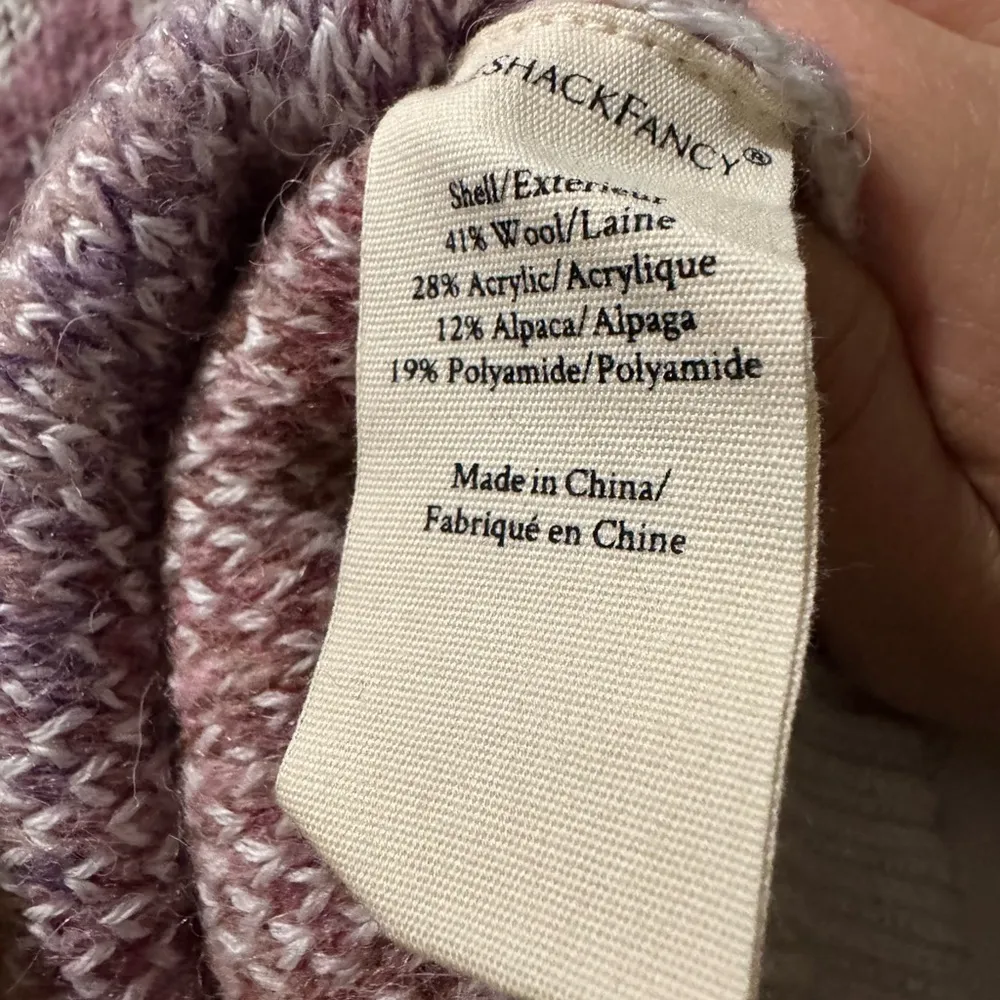 SHACKFANCY®
Shell/Exterieur
41% Wool/Laine
28% Acrylic/Acrylique
12% Alpaca/Alpaga
19% Polyamide/Polyamide
Made in China/
Fabriqué en Chine